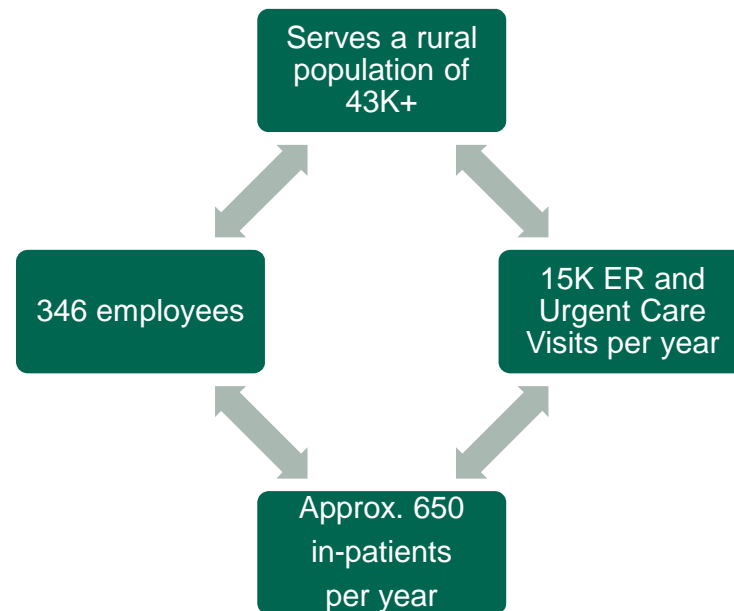 Serves a rural
population of
43K+
346 employees
15K ER and
Urgent Care
Visits per year
Approx. 650
in-patients
per year